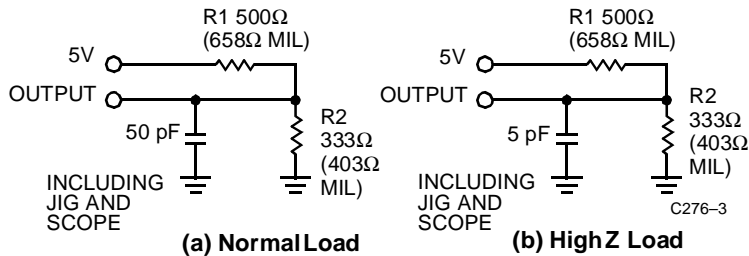 R1 500Ω
(658Ω MIL)
5V
OUTPUT
50 pF
R2
333Ω
(403Ω
MIL)
INCLUDING
JIG AND
SCOPE
(a) Normal Load
R1 500Ω
(658Ω MIL)
5V
OUTPUT
5 pF
R2
333Ω
(403Ω
MIL)
INCLUDING
JIG AND
SCOPE
C276–3
(b) High Z Load